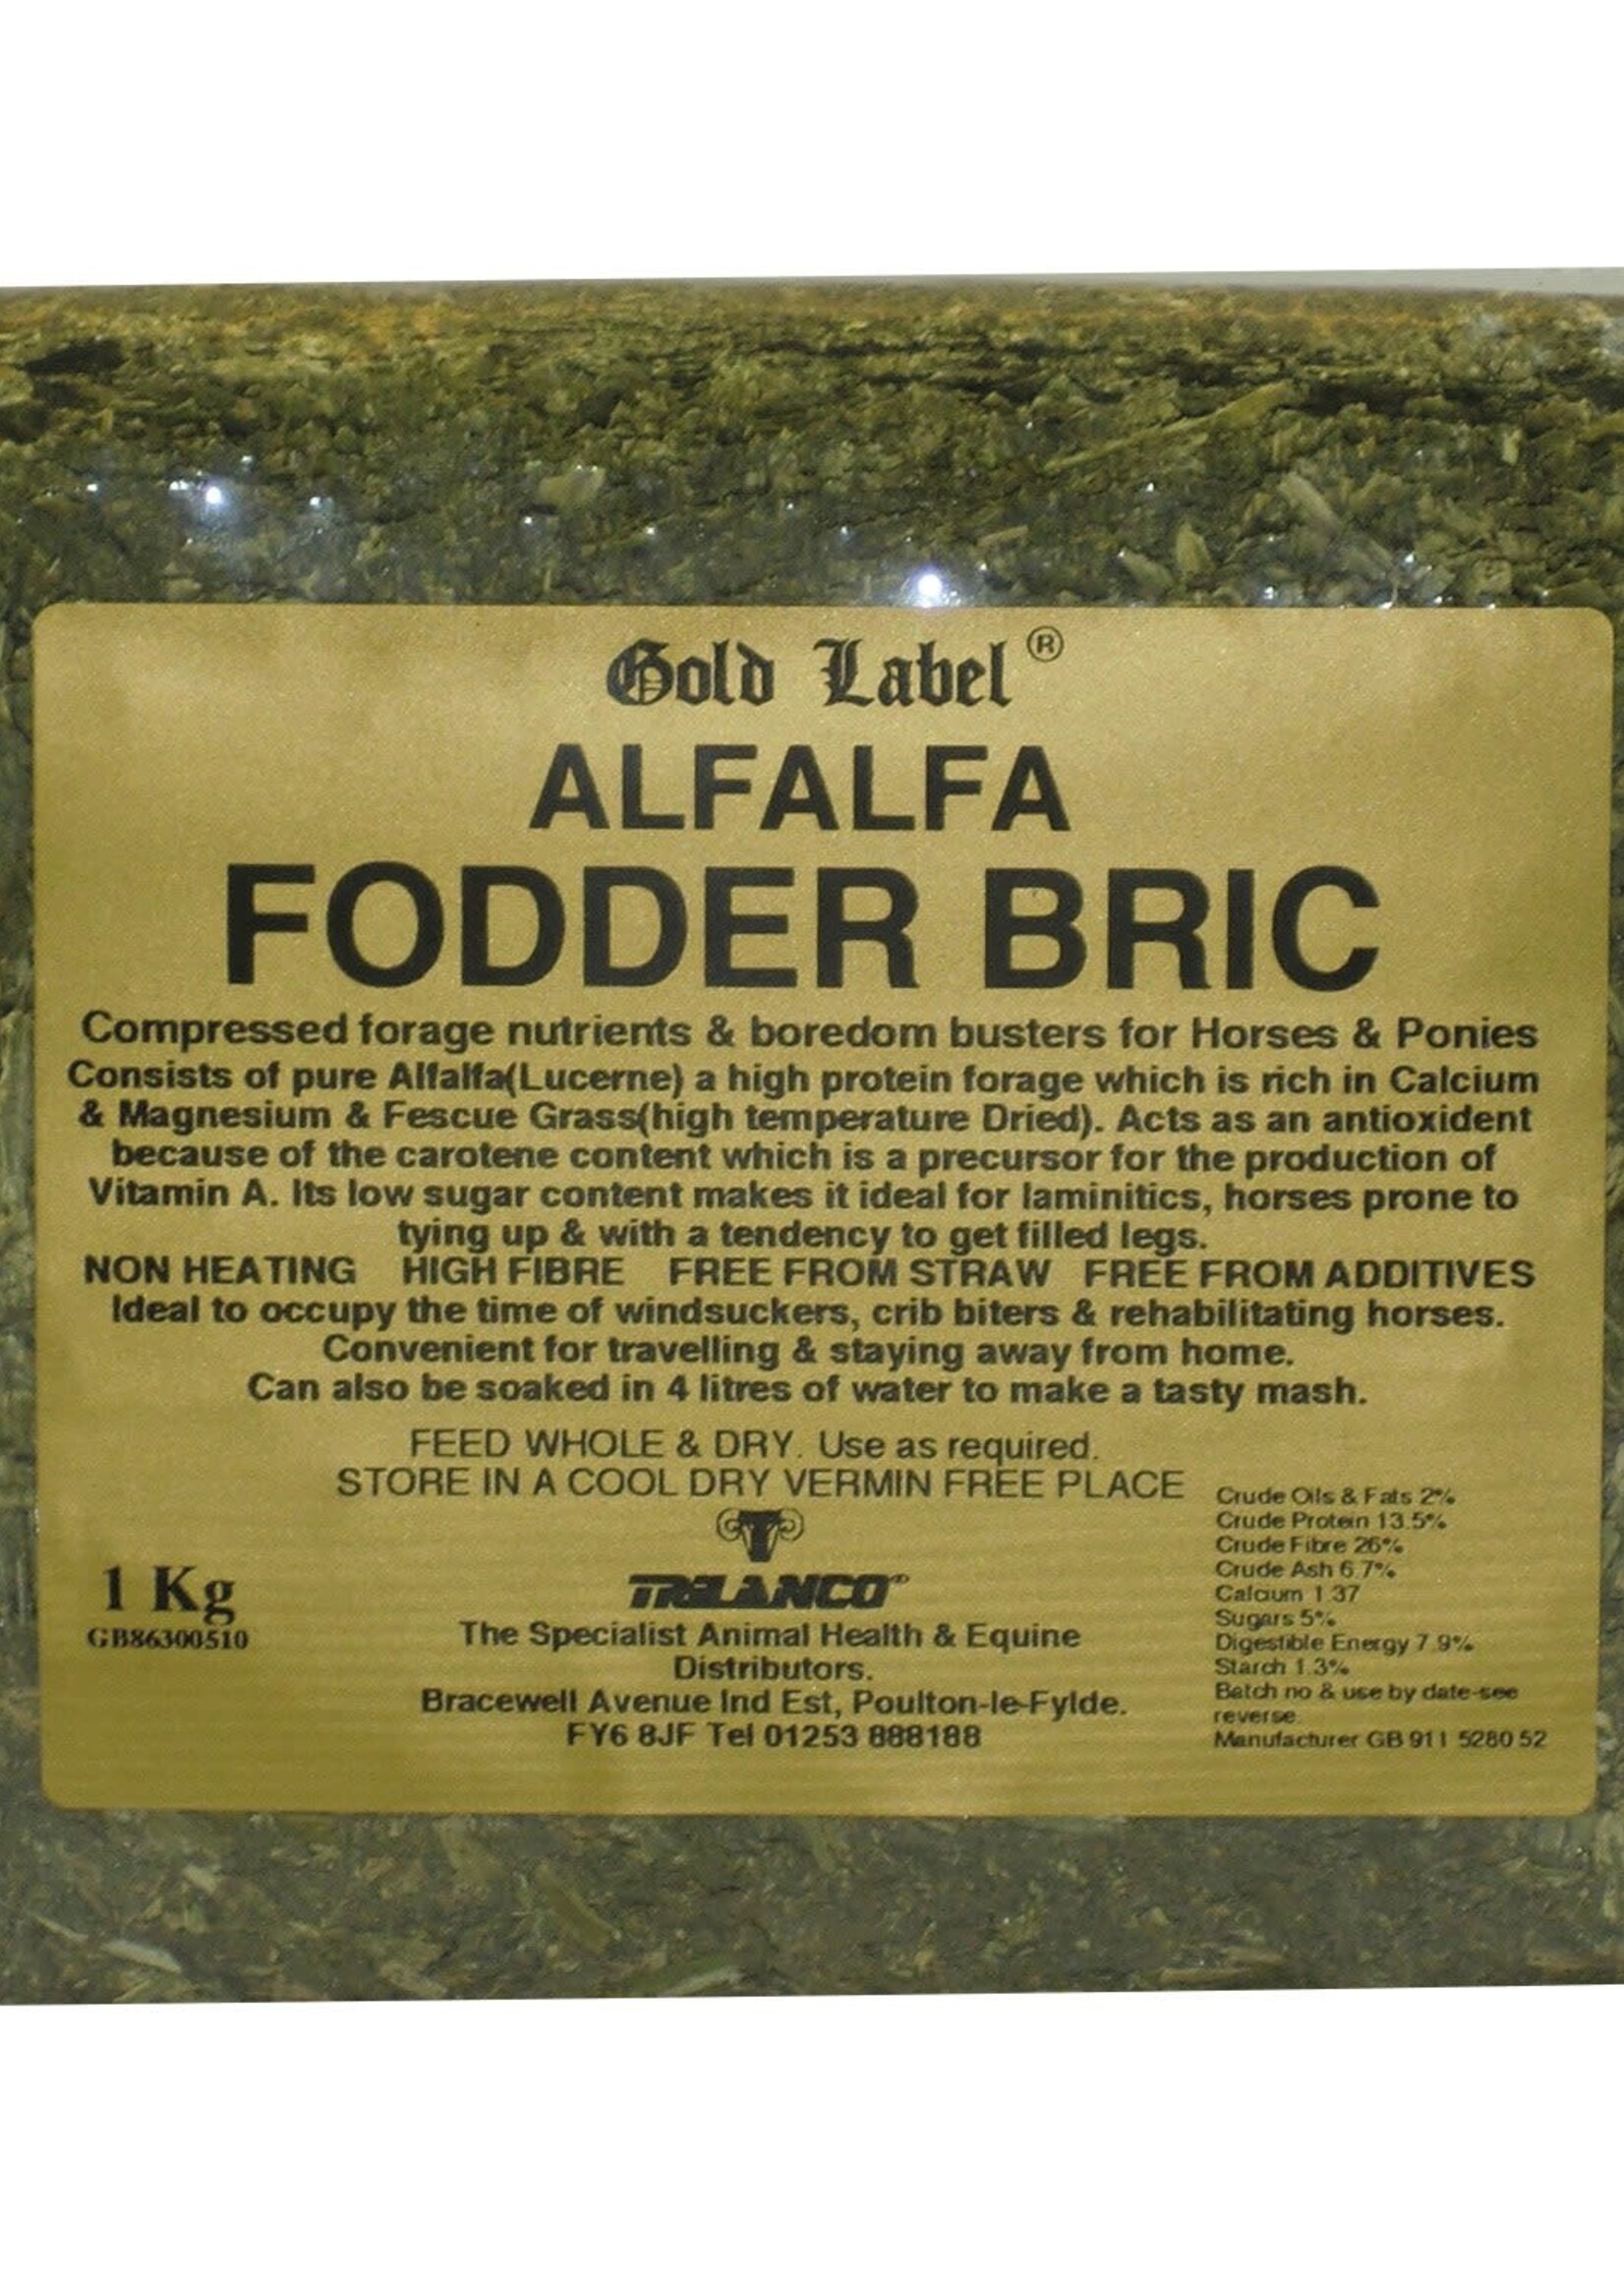 Gold Label ®
ALFALFA
FODDER BRIC
Compressed forage nutrients & boredom busters for Horses & Ponies
Consists of pure Alfalfa(Lucerne) a high protein forage which is rich in Calcium
& Magnesium & Fescue Grass(high temperature Dried). Acts as an antioxident
because of the carotene content which is a precursor for the production of
Vitamin A. Its low sugar content makes it ideal for laminitics, horses prone to
tying up & with a tendency to get filled legs.
NON HEATING HIGH FIBRE FREE FROM STRAW FREE FROM ADDITIVES
Ideal to occupy the time of windsuckers, crib biters & rehabilitating horses.
Convenient for travelling & staying away from home.
Can also be soaked in 4 litres of water to make a tasty mash.
FEED WHOLE & DRY. Use as required.
STORE IN A COOL DRY VERMIN FREE PLACE
1 Kg
GB86300510
TRILANCO
The Specialist Animal Health & Equine
Distributors.
Bracewell Avenue Ind Est, Poulton-le-Fylde.
FY6 8JF Tel 01253 888188
Crude Oils & Fats 2%
Crude Protein 13.5%
Crude Fibre 26%
Crude Ash 6.7%
Calcium 1.37
Sugars 5%
Digestible Energy 7.9%
Starch 1.3%
Batch no & use by date-see
reverse.
Manufacturer GB 911 5280 52